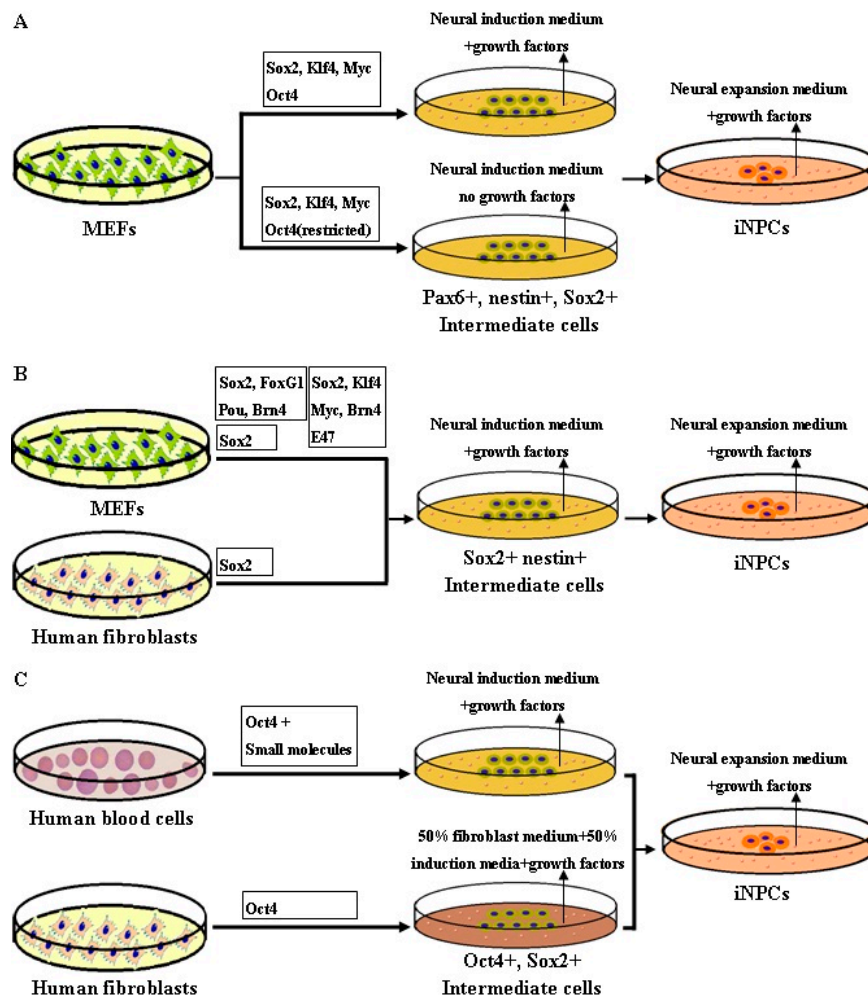 A
Sox2, Klf4, Myc
Oct4
Neural induction medium
+growth factors
Neural expansion medium
+growth factors
MEFs
Sox2, Klf4, Myc
Oct4(restricted)
Neural induction medium
no growth factors
iNPCs
Pax6+, nestin+, Sox2+
Intermediate cells
B
Sox2, FoxG1
Pou, Brn4
Sox2, Klf4
Myc, Brn4
E47
Sox2
Neural induction medium
+growth factors
Neural expansion medium
+growth factors
MEFs
Sox2
Sox2+ nestin+
Intermediate cells
iNPCs
Human fibroblasts
C
Oct4 +
Small molecules
Neural induction medium
+growth factors
Neural expansion medium
+growth factors
Human blood cells
50% fibroblast medium+50%
induction media+growth factors
Oct4
iNPCs
Human fibroblasts
Oct4+, Sox2+
Intermediate cells